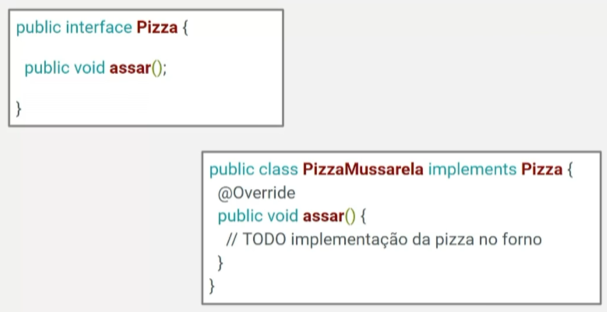 public interface Pizza {
public void assar();
}
public class PizzaMussarela implements Pizza {
@Override
public void assar() {
// TODO implementação da pizza no forno
}
}